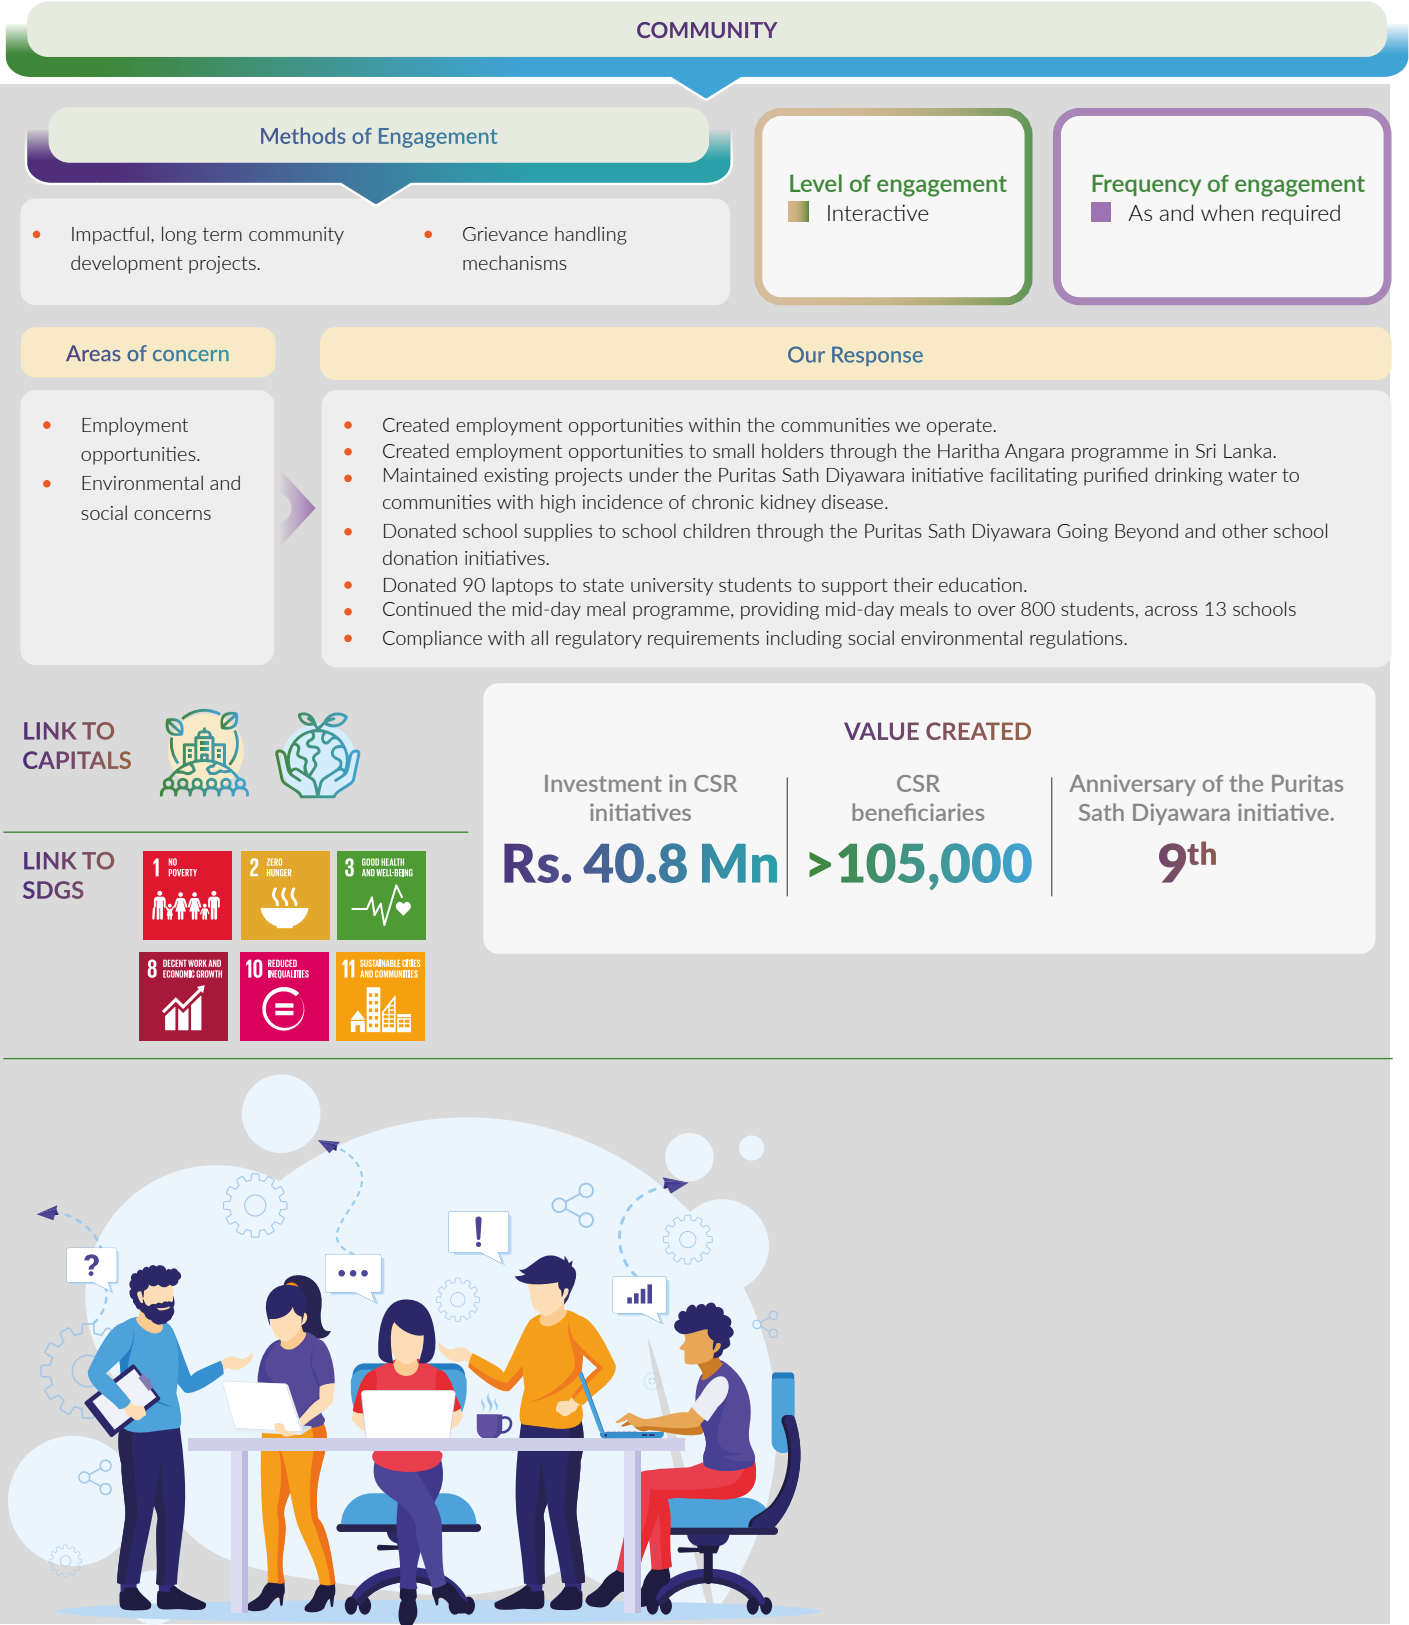 COMMUNITY
Methods of Engagement
• Impactful, long term community
development projects.
• Grievance handling
mechanisms
Level of engagement
Interactive
Frequency of engagement
As and when required
Areas of concern
• Employment
opportunities.
• Environmental and
social concerns
Our Response
• Created employment opportunities within the communities we operate.
• Created employment opportunities to small holders through the Haritha Angara programme in Sri Lanka.
• Maintained existing projects under the Puritas Sath Diyawara initiative facilitating purified drinking water to
communities with high incidence of chronic kidney disease.
• Donated school supplies to school children through the Puritas Sath Diyawara Going Beyond and other school
donation initiatives.
• Donated 90 laptops to state university students to support their education.
• Continued the mid-day meal programme, providing mid-day meals to over 800 students, across 13 schools
• Compliance with all regulatory requirements including social environmental regulations.
LINK TO
CAPITALS
VALUE CREATED
Investment in CSR
initiatives
Rs. 40.8 Mn
CSR
beneficiaries
>105,000
Anniversary of the Puritas
Sath Diyawara initiative.
9th
LINK TO
SDGS
1 NO
POVERTY
2 ZERO
HUNGER
3 GOOD HEALTH
AND WELL-BEING
8 DECENT WORK AND
ECONOMIC GROWTH
10 REDUCED
INEQUALITIES
11 SUSTAINABLE CITIES
AND COMMUNITIES
!
?
...